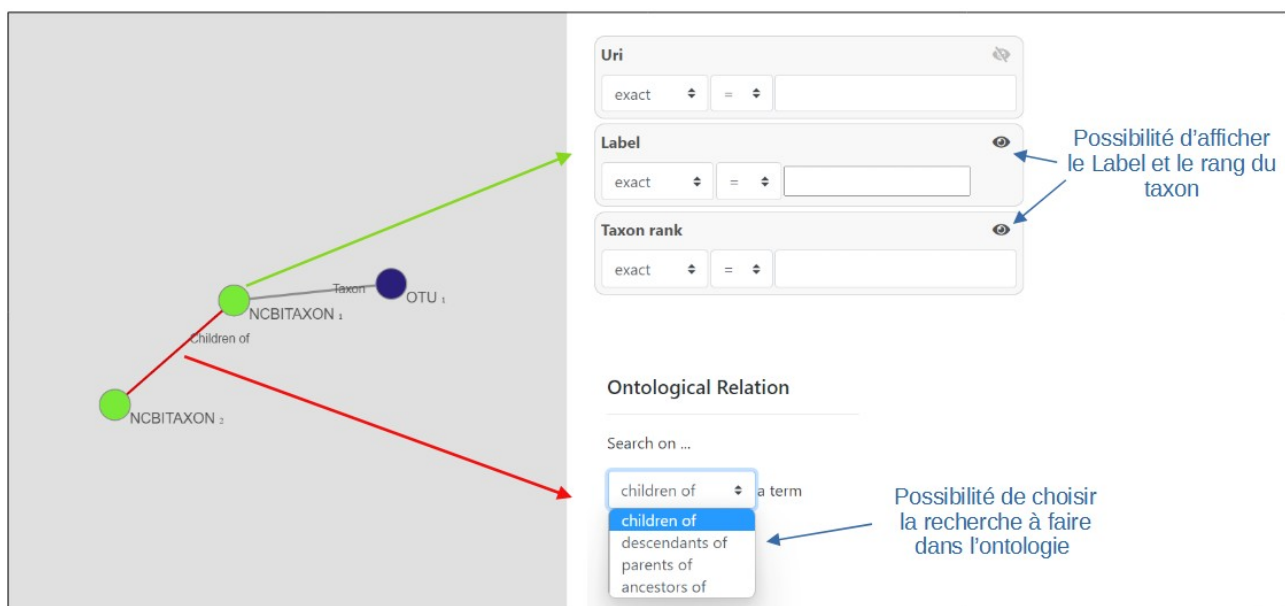 Uri
exact =
Label
exact =
Taxon rank
exact =
Possibilité d'afficher
le Label et le rang du
taxon
Taxon
OTU 1
NCBITAXON 1
Children of
NCBITAXON 2
Ontological Relation
Search on ...
children of a term
children of
descendants of
parents of
ancestors of
Possibilité de choisir
la recherche à faire
dans l'ontologie